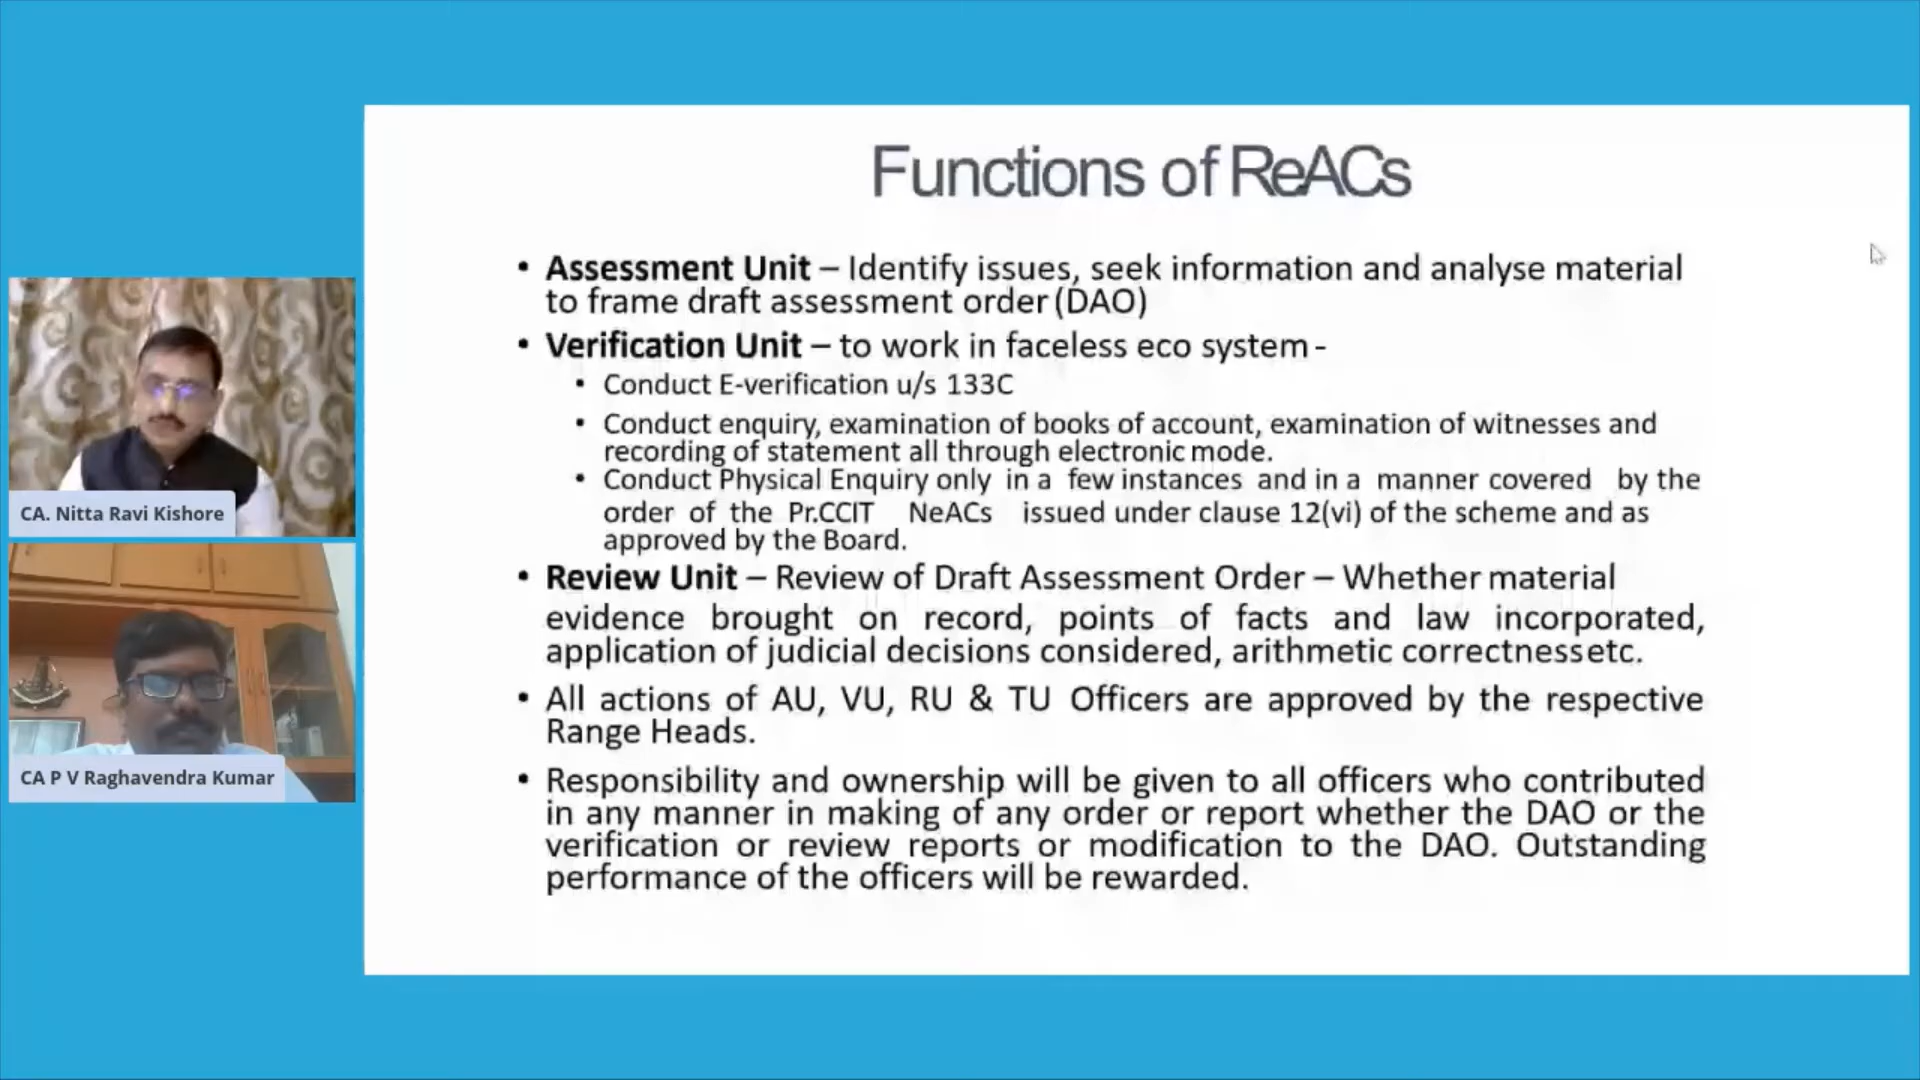 Functions of ReACs
• Assessment Unit – Identify issues, seek information and analyse material
to frame draft assessment order (DAO)
• Verification Unit – to work in faceless eco system -
• Conduct E-verification u/s 133C
• Conduct enquiry, examination of books of account, examination of witnesses and
recording of statement all through electronic mode.
• Conduct Physical Enquiry only in a few instances and in a manner covered by the
order of the Pr.CCIT NeACs issued under clause 12(vi) of the scheme and as
approved by the Board.
• Review Unit – Review of Draft Assessment Order – Whether material
evidence brought on record, points of facts and law incorporated,
application of judicial decisions considered, arithmetic correctness etc.
• All actions of AU, VU, RU & TU Officers are approved by the respective
Range Heads.
• Responsibility and ownership will be given to all officers who contributed
in any manner in making of any order or report whether the DAO or the
verification or review reports or modification to the DAO. Outstanding
performance of the officers will be rewarded.
CA. Nitta Ravi Kishore
CA P V Raghavendra Kumar